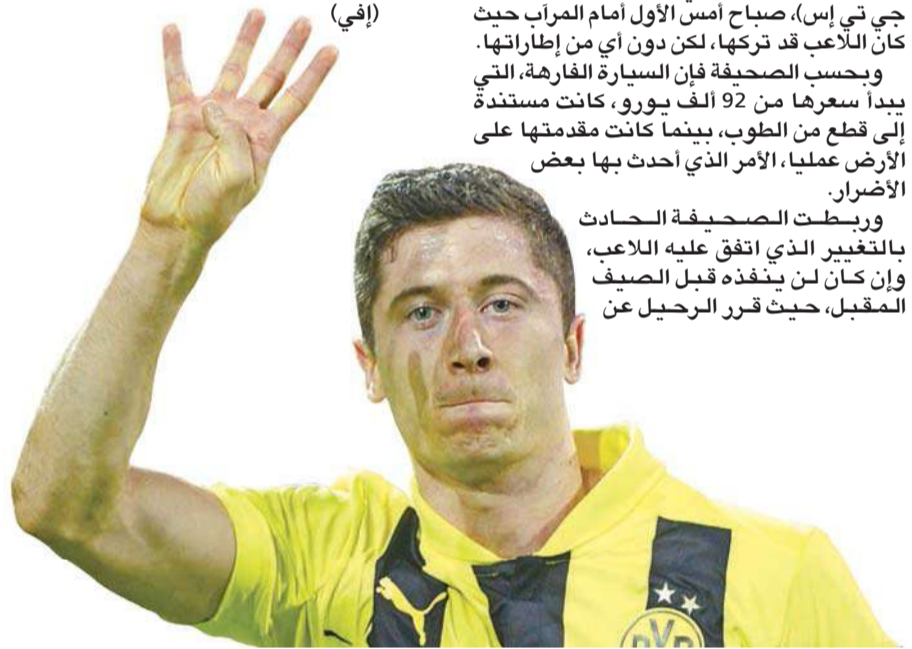 جي تي إس)، صباح أمس الأول أمام المرآب حيث
كان اللاعب قد تركها، لكن دون أي من إطاراتها.
وبحسب الصحيفة فإن السيارة الفارهة، التي
يبدأ سعرها من 92 ألف يورو، كانت مستندة
إلى قطع من الطوب، بينما كانت مقدمتها على
الأرض عمليا، الأمر الذي أحدث بها بعض
الأضرار.
وربطت الصحيفة الحادث
بالتغيير الذي اتفق عليه اللاعب،
وإن كان لن ينفذه قبل الصيف
المقبل، حيث قرر الرحيل عن
(إفي)
BVB